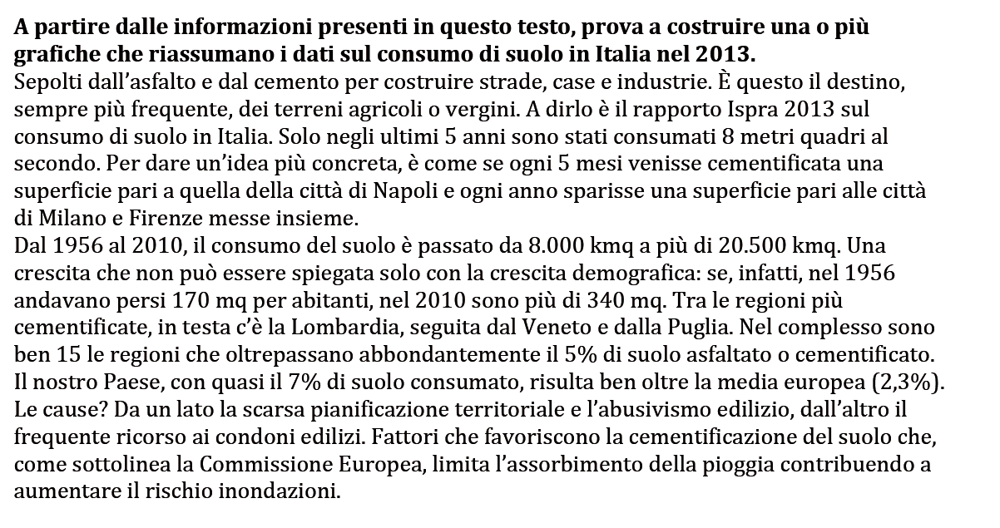 A partire dalle informazioni presenti in questo testo, prova a costruire una o più
grafiche che riassumano i dati sul consumo di suolo in Italia nel 2013.
Sepolti dall’asfalto e dal cemento per costruire strade, case e industrie. È questo il destino,
sempre più frequente, dei terreni agricoli o vergini. A dirlo è il rapporto Ispra 2013 sul
consumo di suolo in Italia. Solo negli ultimi 5 anni sono stati consumati 8 metri quadri al
secondo. Per dare un’idea più concreta, è come se ogni 5 mesi venisse cementificata una
superficie pari a quella della città di Napoli e ogni anno sparisse una superficie pari alle città
di Milano e Firenze messe insieme.
Dal 1956 al 2010, il consumo del suolo è passato da 8.000 kmq a più di 20.500 kmq. Una
crescita che non può essere spiegata solo con la crescita demografica: se, infatti, nel 1956
andavano persi 170 mq per abitanti, nel 2010 sono più di 340 mq. Tra le regioni più
cementificate, in testa c’è la Lombardia, seguita dal Veneto e dalla Puglia. Nel complesso sono
ben 15 le regioni che oltrepassano abbondantemente il 5% di suolo asfaltato o cementificato.
Il nostro Paese, con quasi il 7% di suolo consumato, risulta ben oltre la media europea (2,3%).
Le cause? Da un lato la scarsa pianificazione territoriale e l’abusivismo edilizio, dall’altro il
frequente ricorso ai condoni edilizi. Fattori che favoriscono la cementificazione del suolo che,
come sottolinea la Commissione Europea, limita l’assorbimento della pioggia contribuendo a
aumentare il rischio inondazioni.